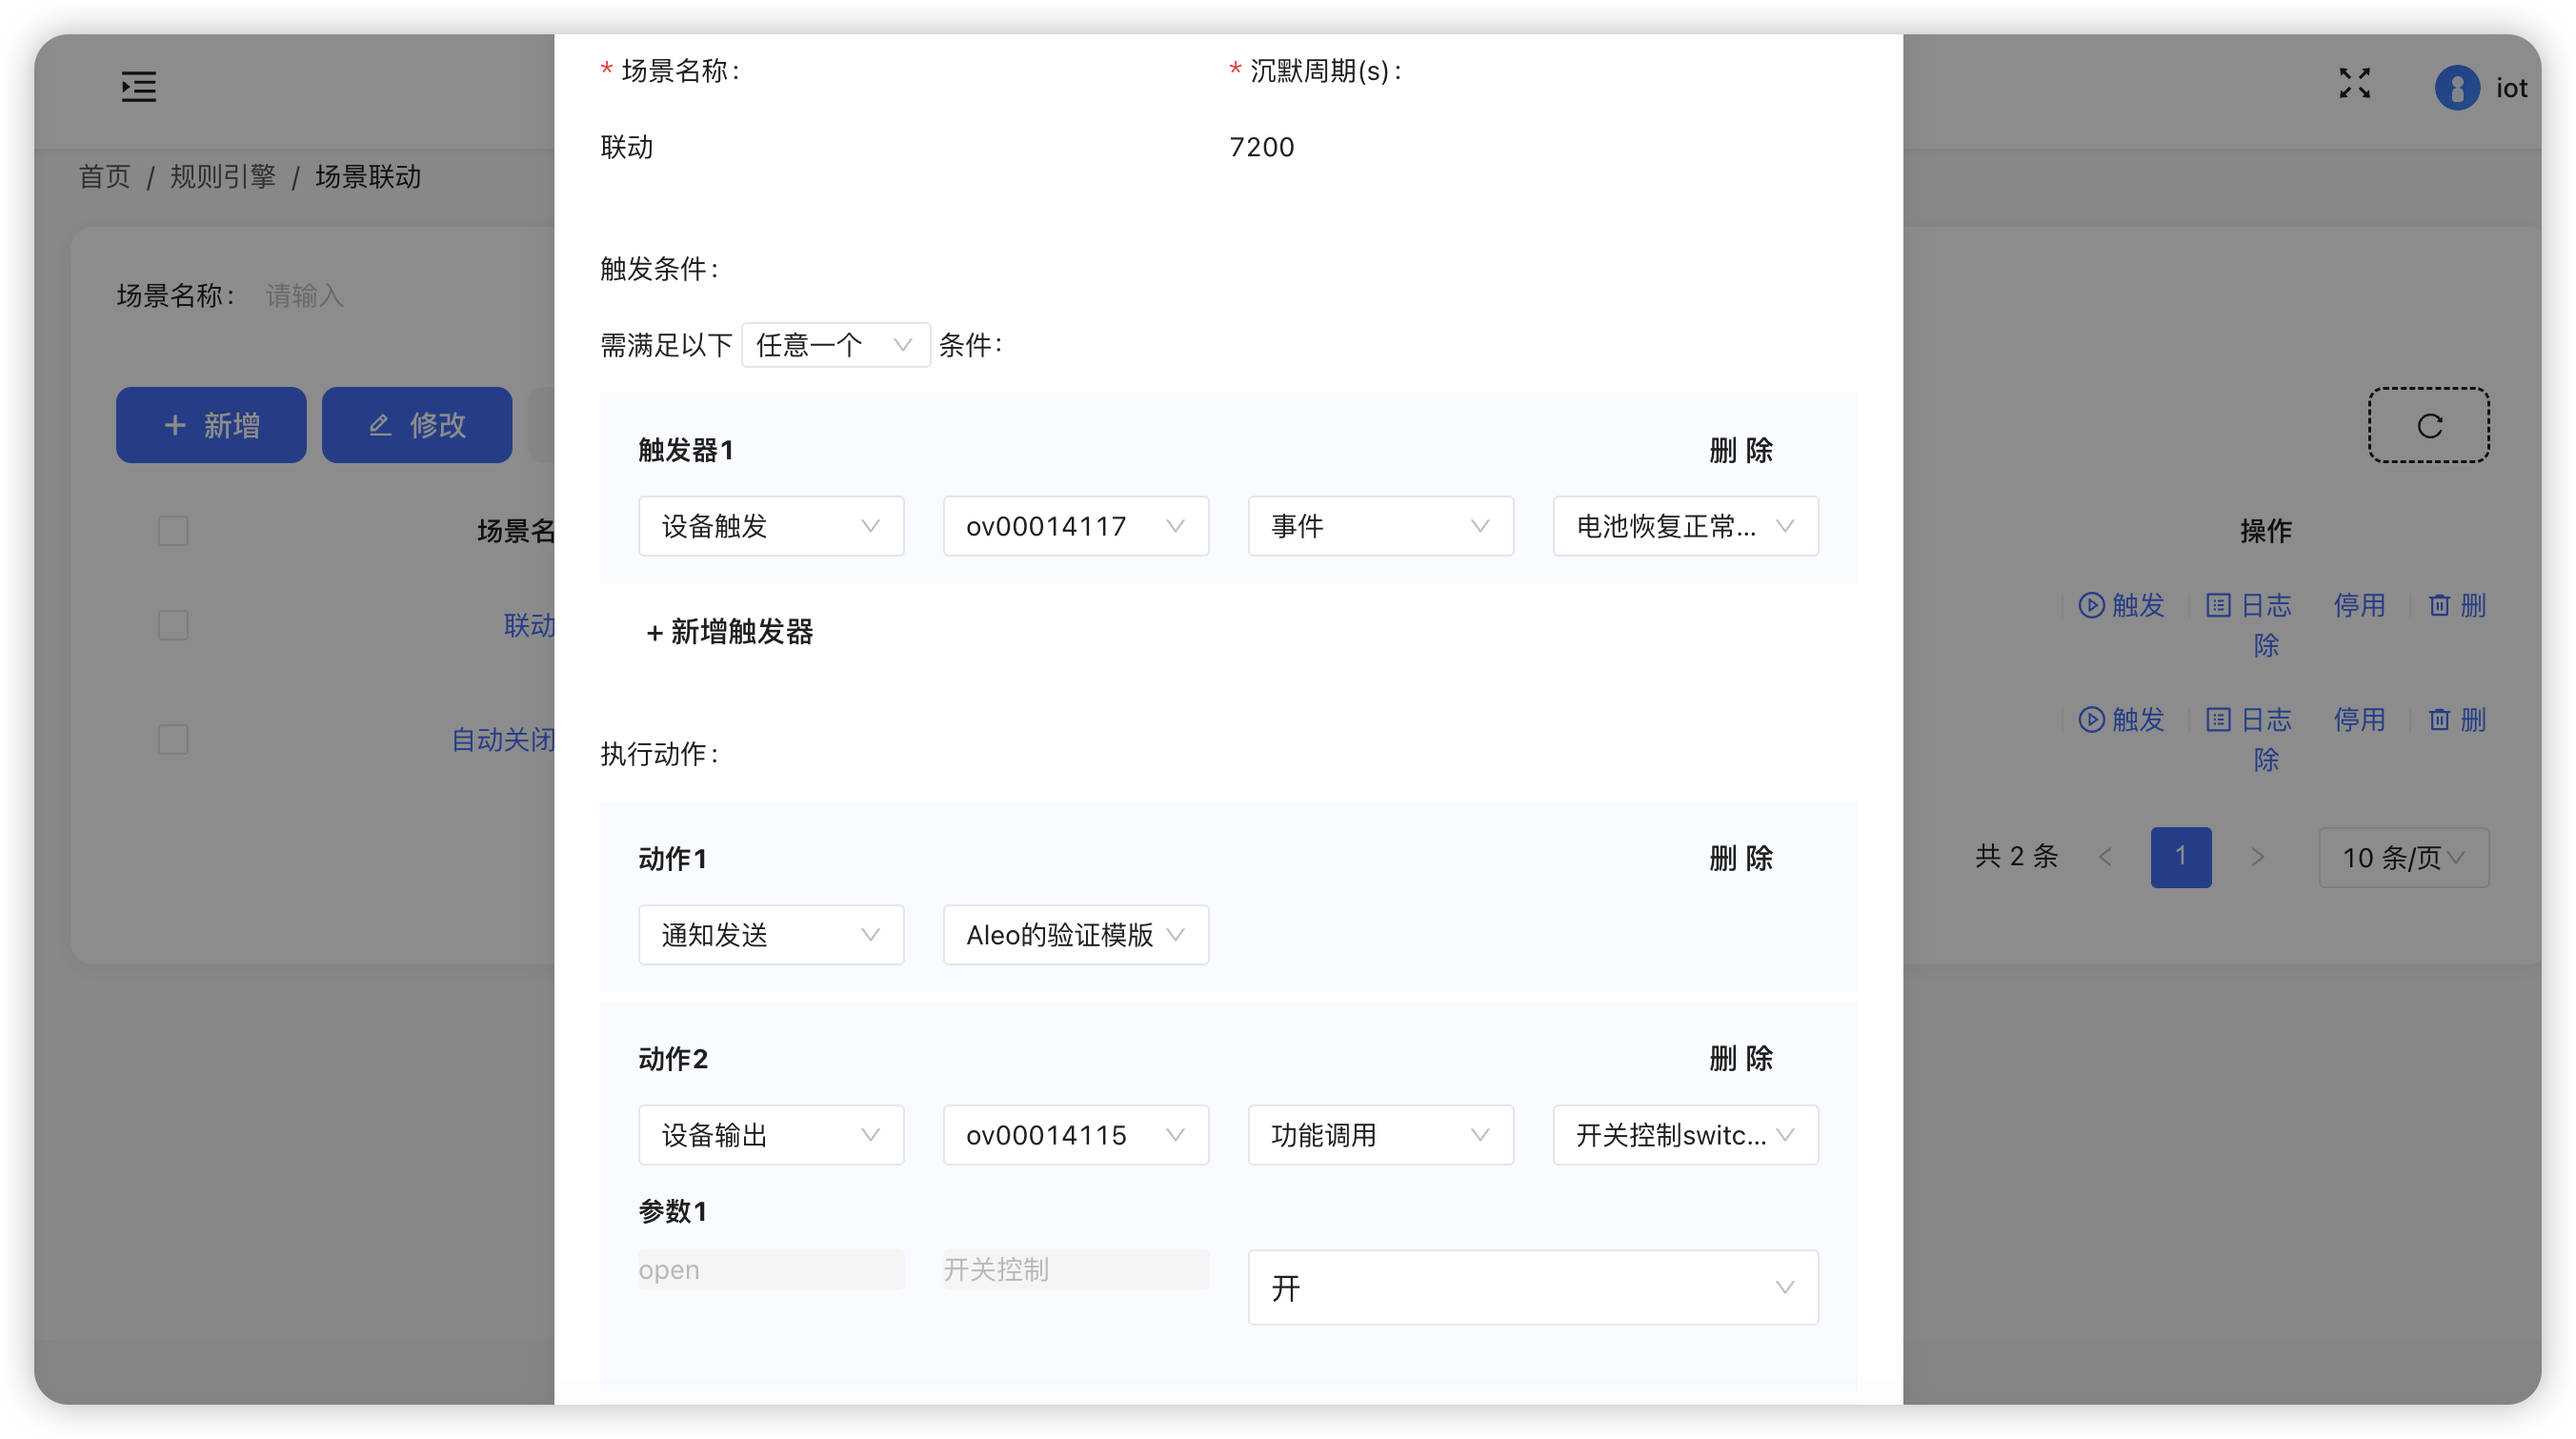 * 场景名称:
* 沉默周期(s):
iot
联动
7200
首页 / 规则引擎 / 场景联动
触发条件:
场景名称: 请输入
需满足以下 任意一个 条件:
+ 新增
修改
触发器1
删 除
设备触发
ov00014117
事件
电池恢复正常...
场景名
操作
+ 新增触发器
联动
触发 日志 停用 删
除
自动关闭
触发 日志 停用 删
除
执行动作:
动作1
删 除
共 2 条 < 1 > 10 条/页
通知发送
Aleo的验证模版
动作2
删 除
设备输出
ov00014115
功能调用
开关控制switc...
参数1
open
开关控制
开